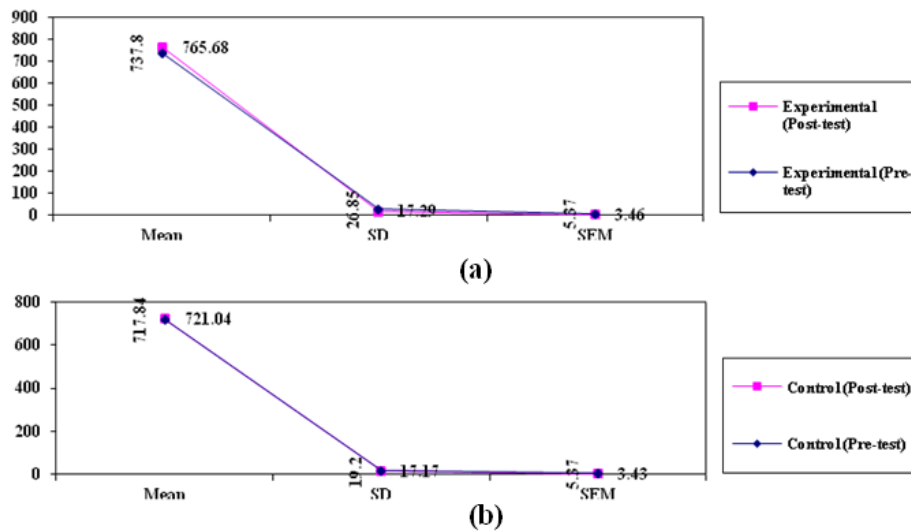 900
800
700
600
500
400
300
200
100
0
737.8
765.68
26.85
17.29
5.37
3.46
Mean
SD
SEM
Experimental
(Post-test)
Experimental (Pre-
test)
(a)
800
600
400
200
0
717.84
721.04
19.2
17.17
5.37
3.43
Mean
SD
SEM
Control (Post-test)
Control (Pre-test)
(b)